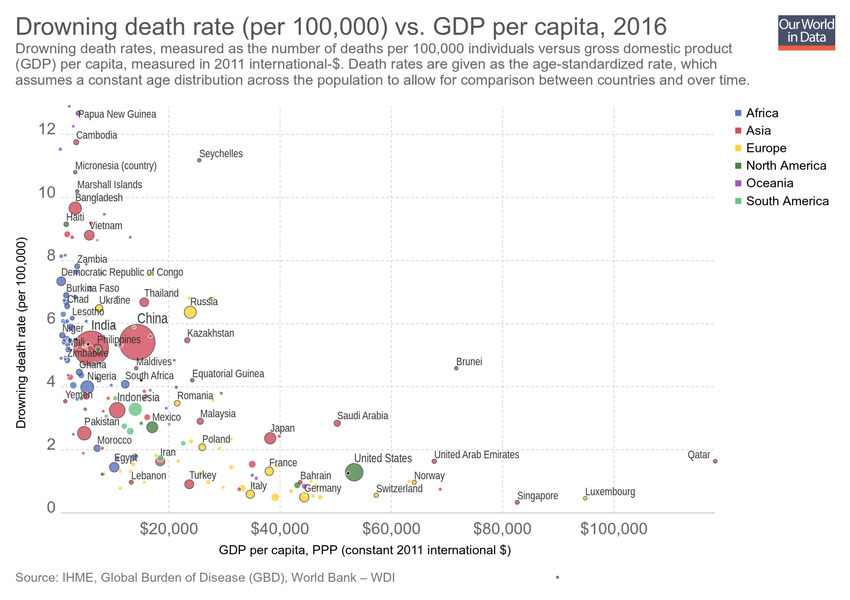 Drowning death rate (per 100,000) vs. GDP per capita, 2016
Our World
in Data
Drowning death rates, measured as the number of deaths per 100,000 individuals versus gross domestic product
(GDP) per capita, measured in 2011 international-$. Death rates are given as the age-standardized rate, which
assumes a constant age distribution across the population to allow for comparison between countries and over time.
Africa
Asia
Europe
North America
Oceania
South America
Drowning death rate (per 100,000)
12
10
8
6
4
2
0
Papua New Guinea
Cambodia
Seychelles
Micronesia (country)
Marshall Islands
Bangladesh
Haiti
Vietnam
Zambia
Democratic Republic of Congo
Burkina Faso
Chad
Ukraine
Thailand
Russia
Lesotho
India
China
Niger
Mali
Philippines
Kazakhstan
Zimbabwe
Ghana
Maldives
Brunei
Nigeria
South Africa
Equatorial Guinea
Yemen
Indonesia
Romania
Pakistan
Mexico
Malaysia
Saudi Arabia
Morocco
Poland
Japan
Egypt
Iran
France
United States
United Arab Emirates
Qatar
Lebanon
Turkey
Italy
Bahrain
Germany
Norway
Switzerland
Singapore
Luxembourg
$20,000
$40,000
$60,000
$80,000
$100,000
GDP per capita, PPP (constant 2011 international $)
Source: IHME, Global Burden of Disease (GBD), World Bank – WDI